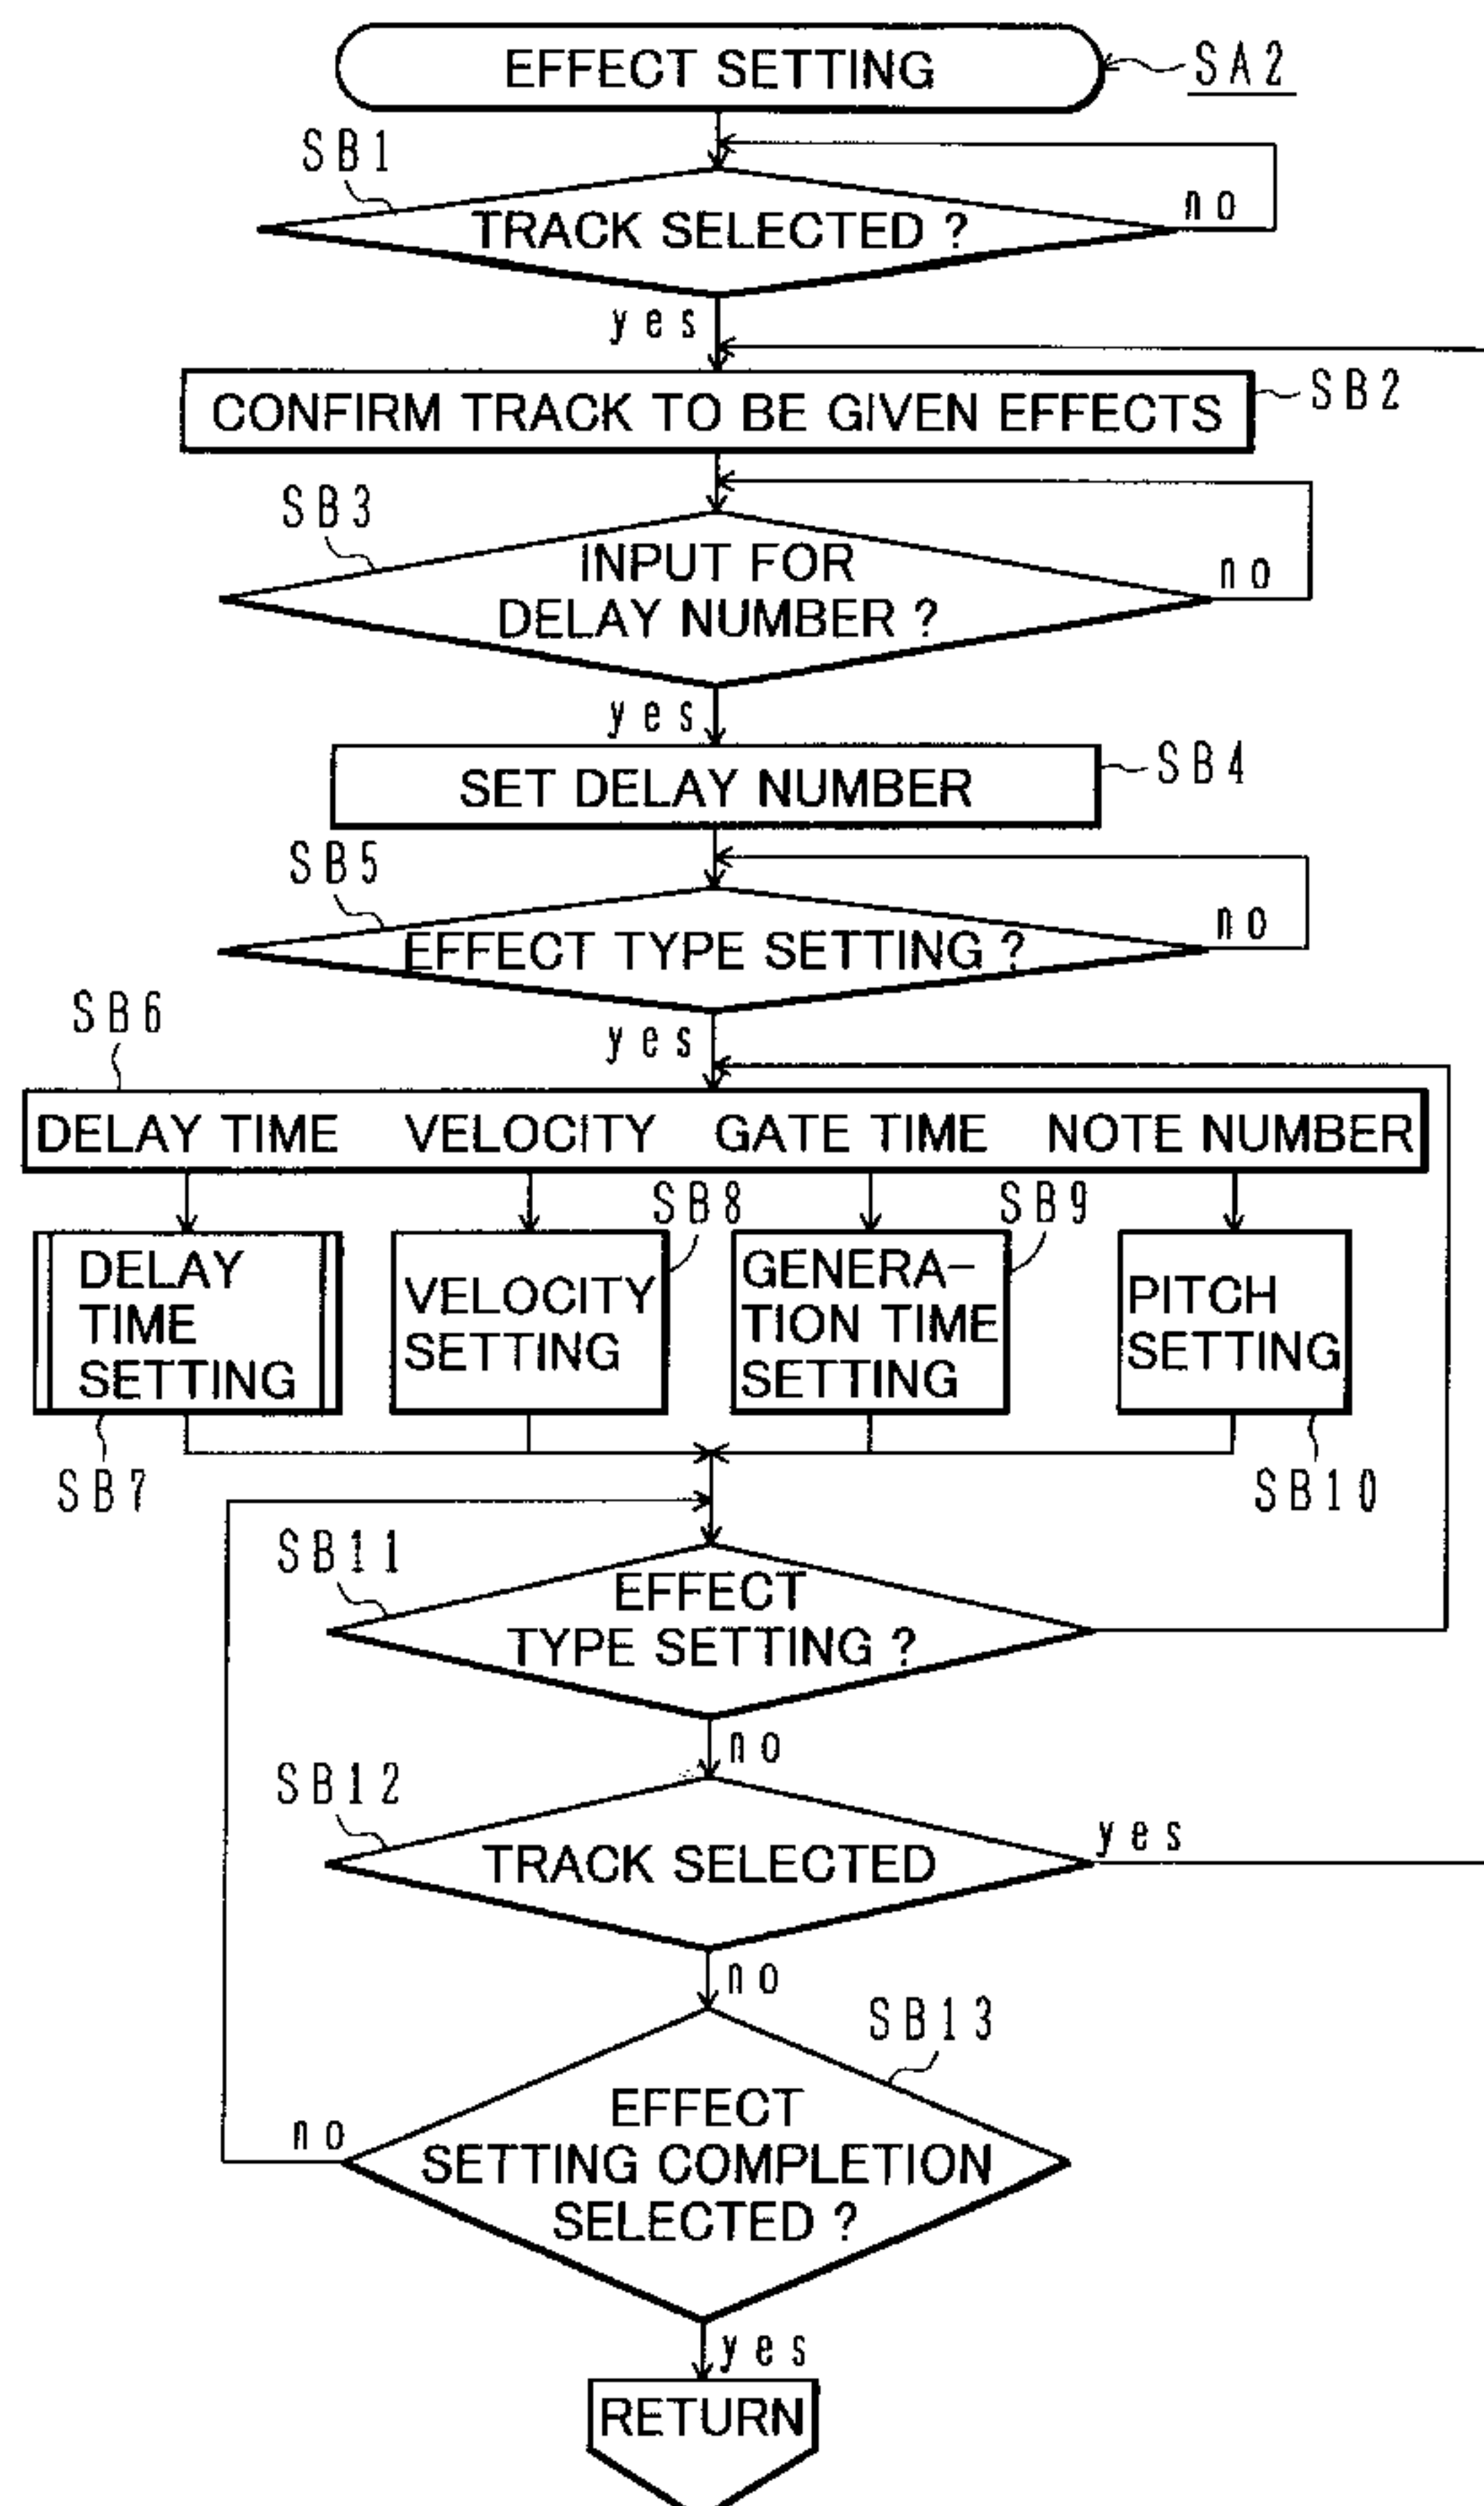 EFFECT SETTING
SA2
SB1
TRACK SELECTED ?
no
yes
CONFIRM TRACK TO BE GIVEN EFFECTS
SB2
SB3
INPUT FOR
DELAY NUMBER ?
no
yes
SET DELAY NUMBER
SB4
SB5
EFFECT TYPE SETTING ?
no
yes
SB6
DELAY TIME VELOCITY GATE TIME NOTE NUMBER
DELAY
TIME
SETTING
SB7
SB8
VELOCITY
SETTING
SB9
GENERA-
TION TIME
SETTING
PITCH
SETTING
SB10
SB11
EFFECT
TYPE SETTING ?
no
SB12
TRACK SELECTED
yes
no
SB13
EFFECT
SETTING COMPLETION
SELECTED ?
no
yes
RETURN